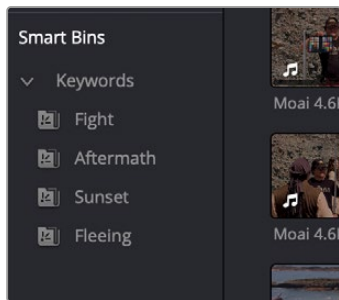 Smart Bins
Keywords
Fight
Aftermath
Sunset
Fleeing
Moai 4.6
Moai 4.6